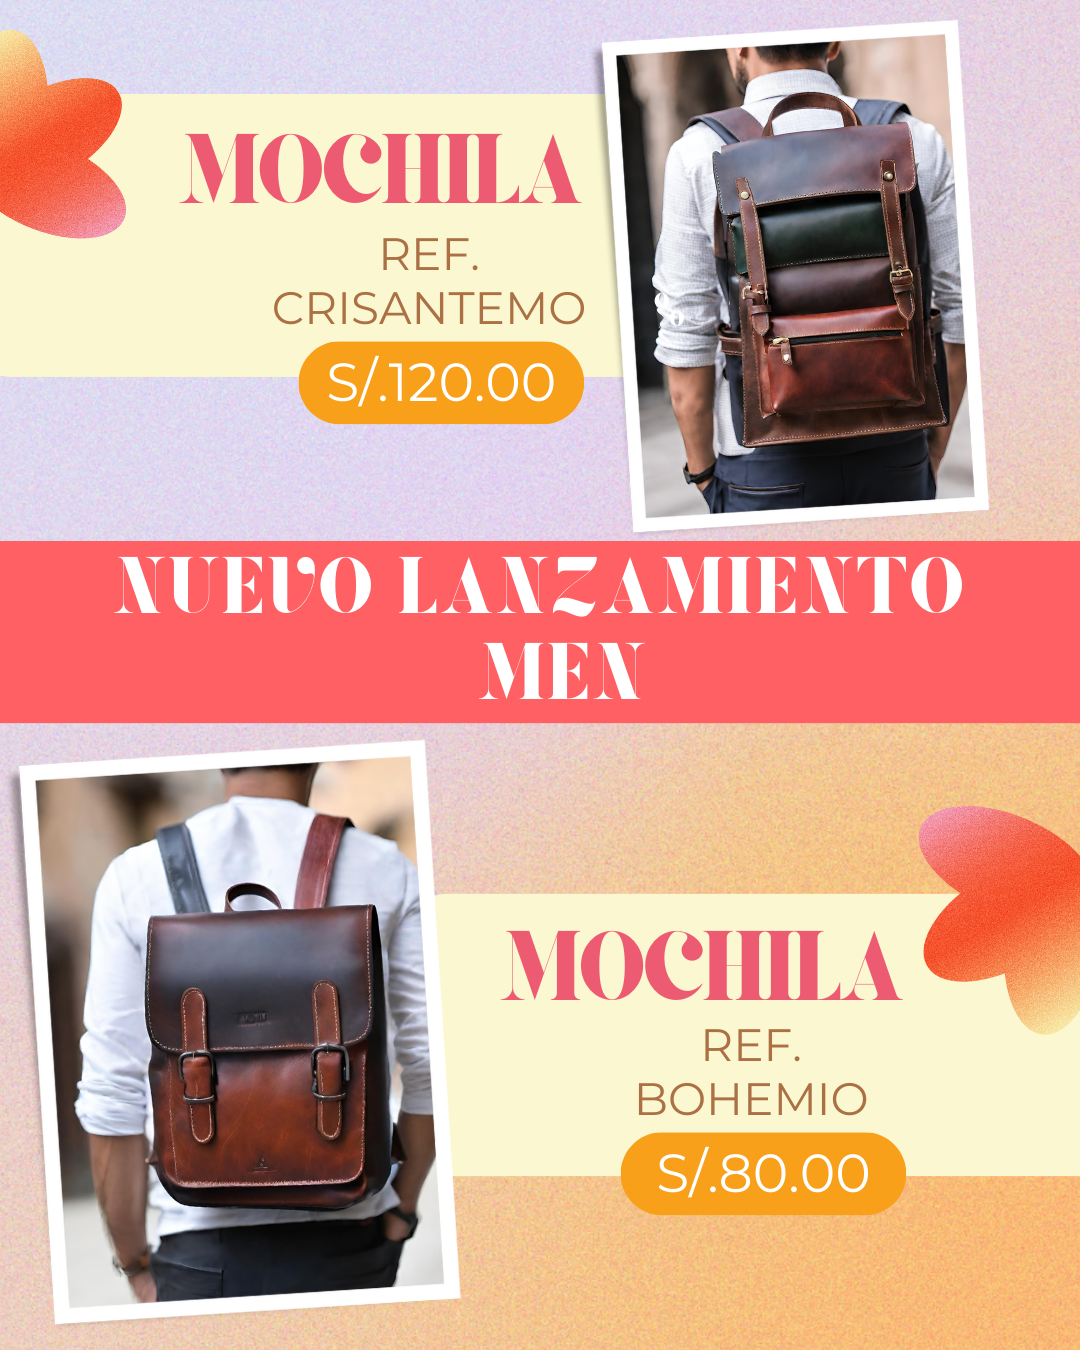 MOCHILA
REF.
CRISANTEMO
S/.120.00
NUEVO LANZAMIENTO
MEN
MOCHILA
REF.
BOHEMIO
S/.80.00